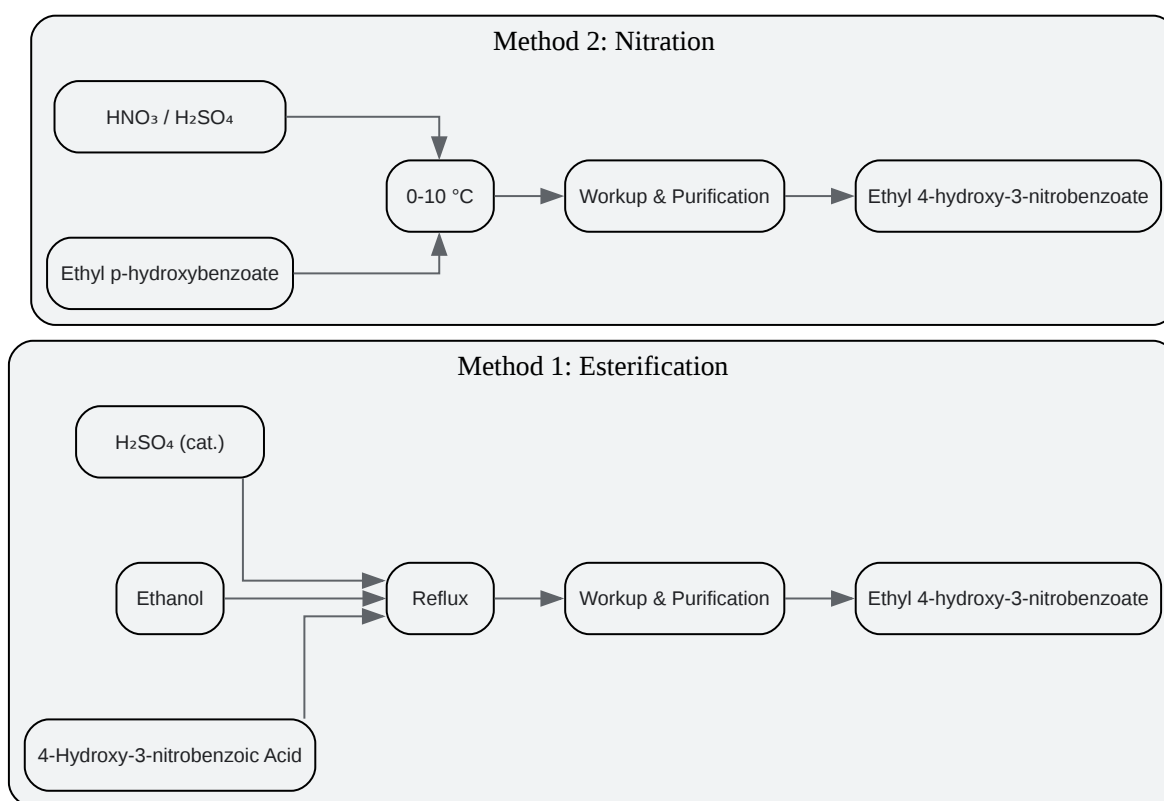 Method 2: Nitration
HNO₃ / H₂SO₄
0-10 °C
Workup & Purification
Ethyl 4-hydroxy-3-nitrobenzoate
Ethyl p-hydroxybenzoate
Method 1: Esterification
H₂SO₄ (cat.)
Ethanol
Reflux
Workup & Purification
Ethyl 4-hydroxy-3-nitrobenzoate
4-Hydroxy-3-nitrobenzoic Acid